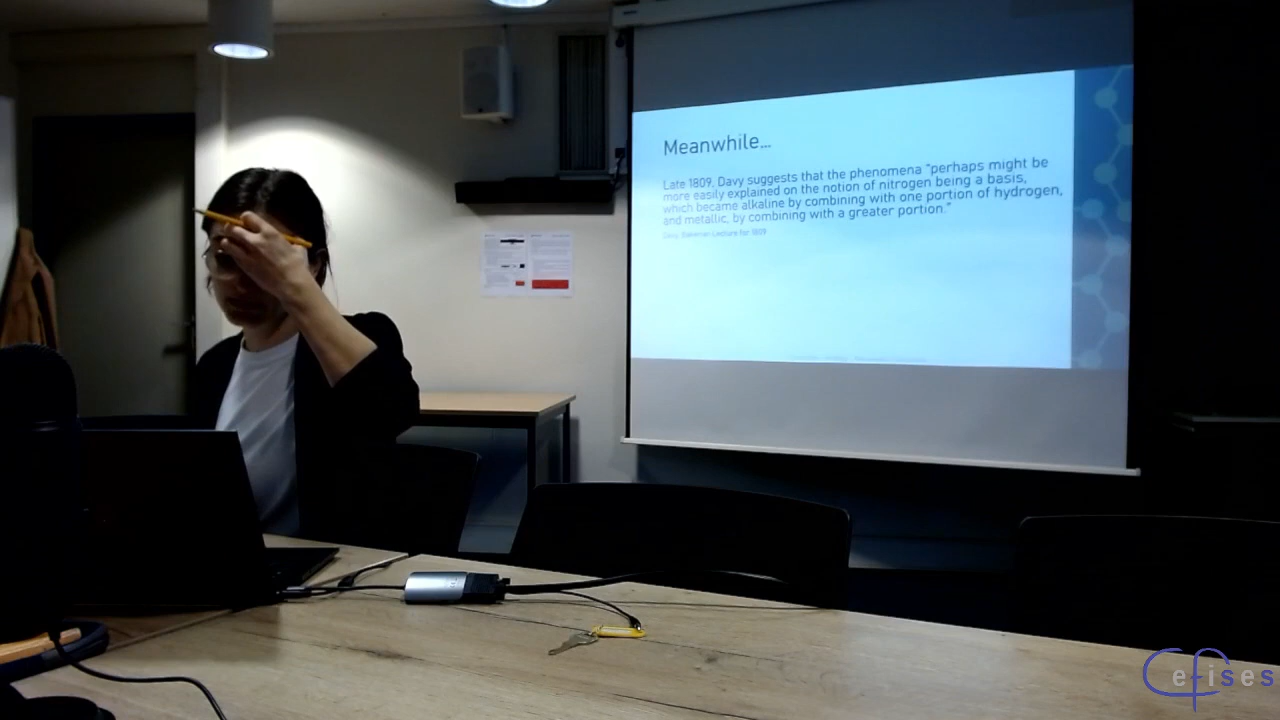 Meanwhile...
Late 1809, Davy suggests that the phenomena "perhaps might be
more easily explained on the notion of nitrogen being a basis,
which became alkaline by combining with one portion of hydrogen,
and metallic, by combining with a greater portion."
Davy, Bakerian Lecture for 1809
Cefises